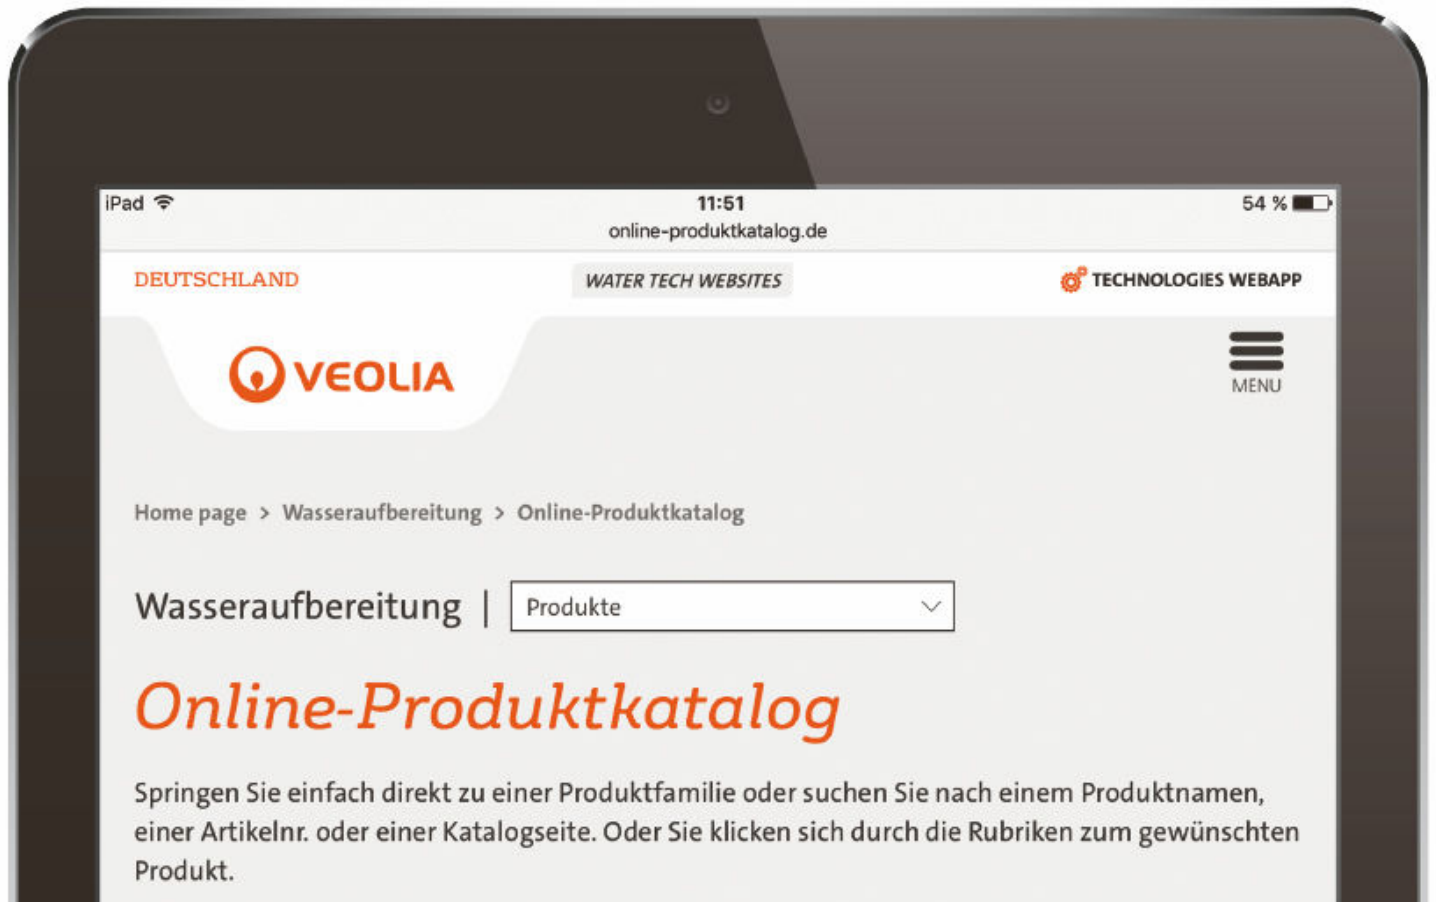 iPad 11:51 54 %
online-produktkatalog.de
DEUTSCHLAND WATER TECH WEBSITES TECHNOLOGIES WEBAPP
VEOLIA
MENU
Home page > Wasseraufbereitung > Online-Produktkatalog
Wasseraufbereitung | Produkte
Online-Produktkatalog
Springen Sie einfach direkt zu einer Produktfamilie oder suchen Sie nach einem Produktnamen,
einer Artikelnr. oder einer Katalogseite. Oder Sie klicken sich durch die Rubriken zum gewünschten
Produkt.